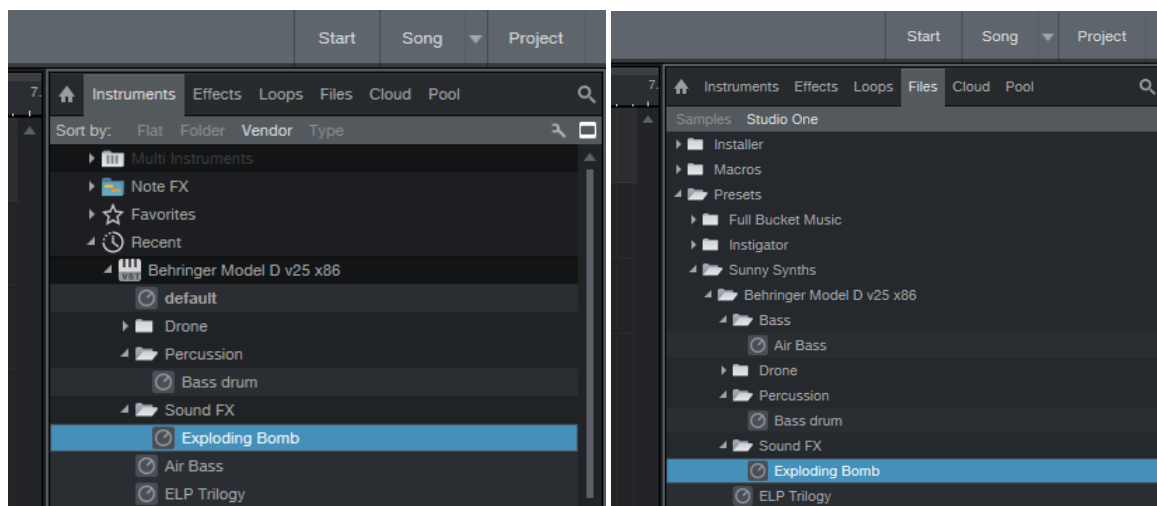 Start Song Project
7.
Instruments Effects Loops Files Cloud Pool
Sort by: Flat Folder Vendor Type
Multi Instruments
Note FX
Favorites
Recent
VST Behringer Model D v25 x86
default
Drone
Percussion
Bass drum
Sound FX
Exploding Bomb
Air Bass
ELP Trilogy
Start Song Project
7.
Instruments Effects Loops Files Cloud Pool
Samples Studio One
Installer
Macros
Presets
Full Bucket Music
Instigator
Sunny Synths
Behringer Model D v25 x86
Bass
Air Bass
Drone
Percussion
Bass drum
Sound FX
Exploding Bomb
ELP Trilogy